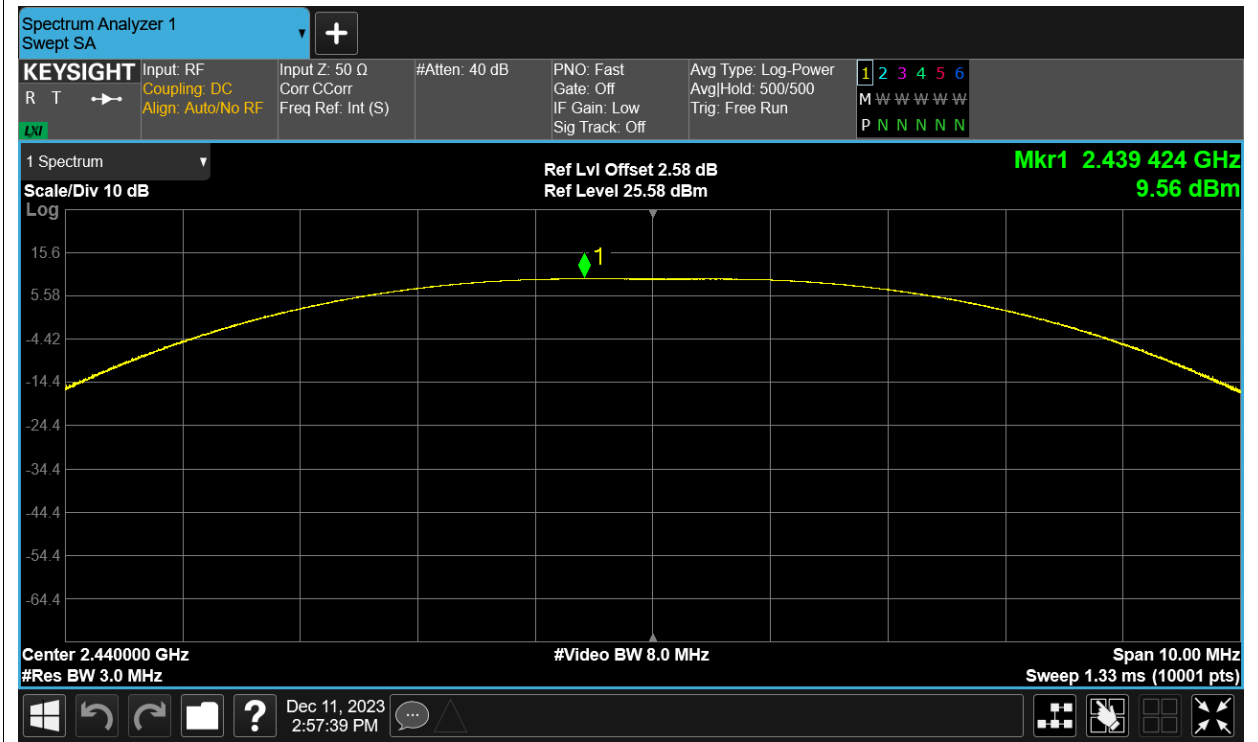 Spectrum Analyzer 1
Swept SA
KEYSIGHT
R T
LXI
Input: RF
Coupling: DC
Align: Auto/No RF
Input Z: 50 Ω
Corr CCorr
Freq Ref: Int (S)
#Atten: 40 dB
PNO: Fast
Gate: Off
IF Gain: Low
Sig Track: Off
Avg Type: Log-Power
Avg|Hold: 500/500
Trig: Free Run
1 2 3 4 5 6
M W W W W W
P N N N N N
1 Spectrum
Scale/Div 10 dB
Log
Ref Lvl Offset 2.58 dB
Ref Level 25.58 dBm
Mkr1 2.439 424 GHz
9.56 dBm
1
15.6
5.58
-4.42
-14.4
-24.4
-34.4
-44.4
-54.4
-64.4
Center 2.440000 GHz
#Res BW 3.0 MHz
#Video BW 8.0 MHz
Span 10.00 MHz
Sweep 1.33 ms (10001 pts)
?
Dec 11, 2023
2:57:39 PM